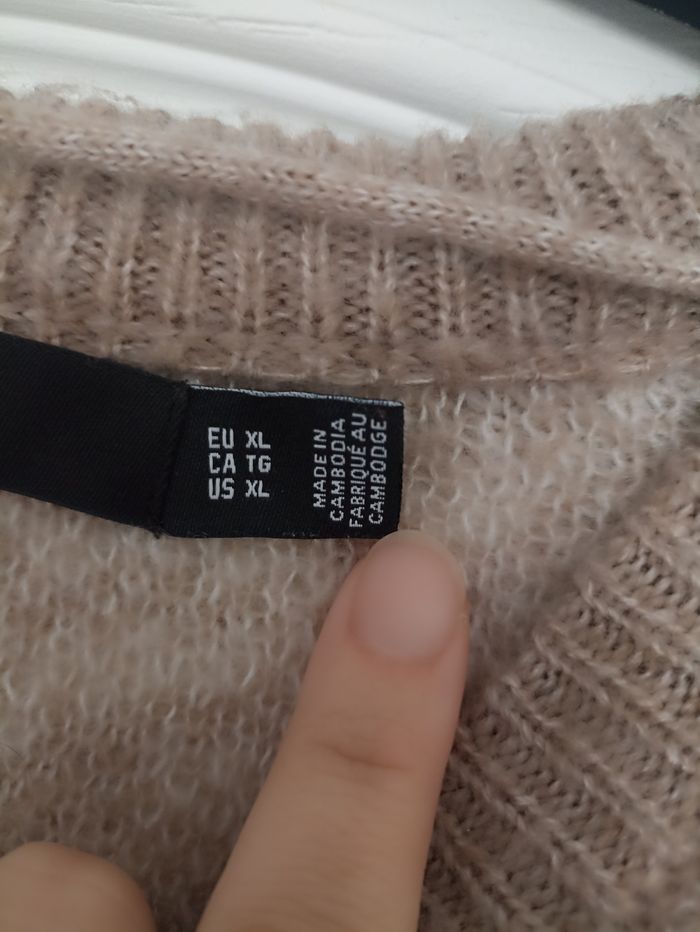 EU XL
CA TG
US XL
MADE IN
CAMBODIA
FABRIQUÉ AU
CAMBODGE